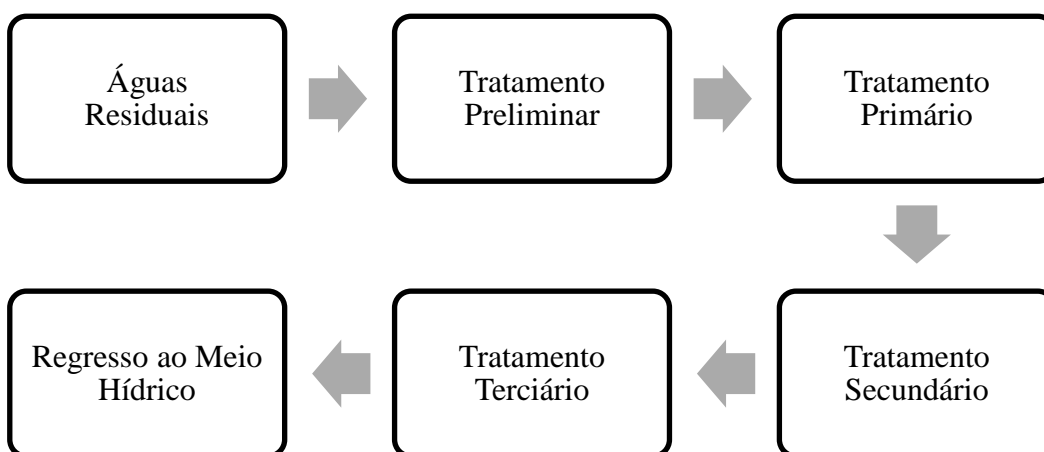 Águas
Residuais
Tratamento
Preliminar
Tratamento
Primário
Tratamento
Secundário
Tratamento
Terciário
Regresso ao Meio
Hídrico